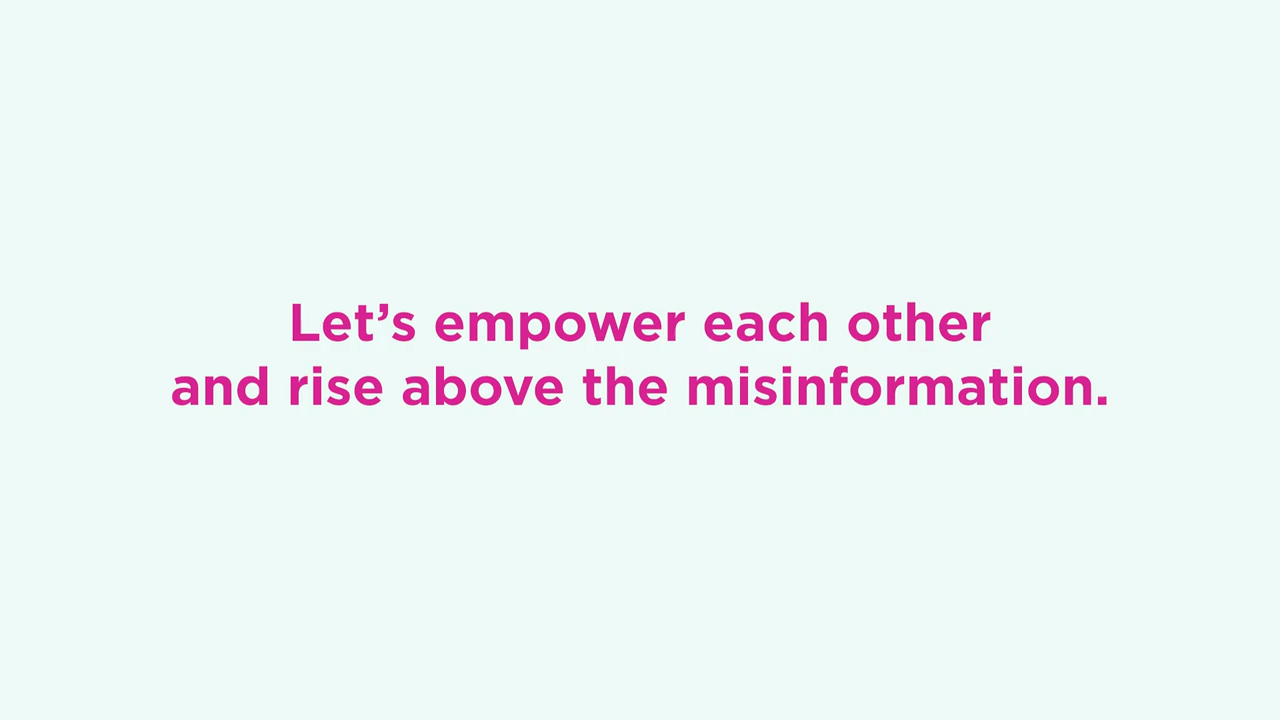 Let’s empower each other
and rise above the misinformation.